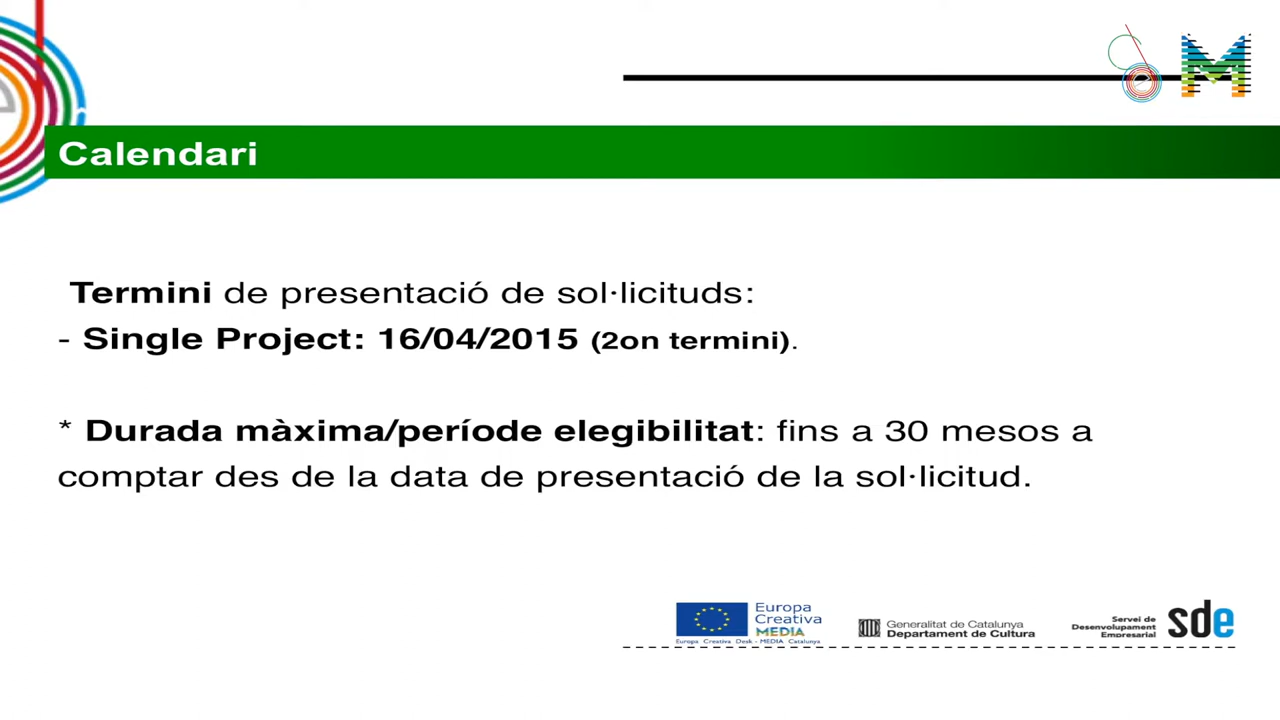 Calendari
Termini de presentació de sol·licituds:
- Single Project: 16/04/2015 (2on termini).
* Durada màxima/període elegibilitat: fins a 30 mesos a
comptar des de la data de presentació de la sol·licitud.
Europa
Creativa
MEDIA
Europa Creativa Desk - MEDIA Catalunya
Generalitat de Catalunya
Departament de Cultura
Servei de
Desenvolupament
Empresarial
sde